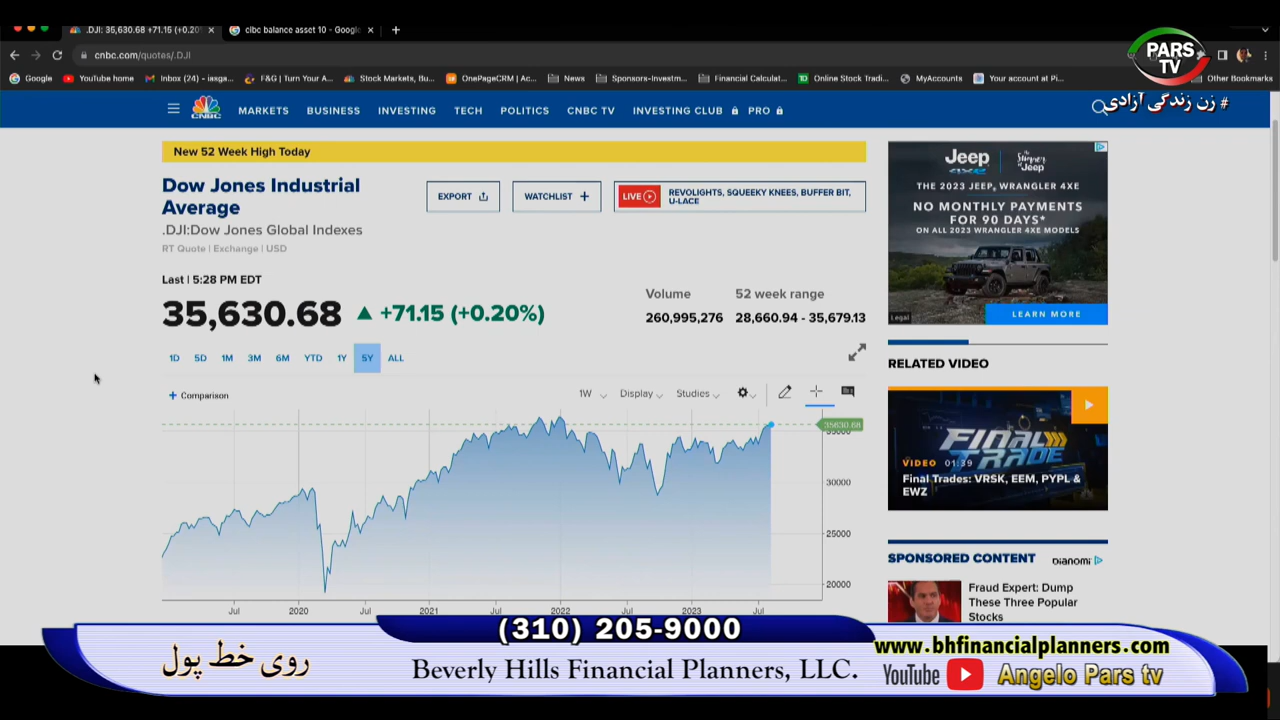 .DJI: 35,630.68 +71.15 (+0.20%
clbc balance asset 10 - Google
cnbc.com/quotes/.DJI
PARS
TV
Google
YouTube home
Inbox (22) - iasga...
F&G | Turn Your A...
Stock Markets, Bu...
OnePageCRM | Ac...
News
Sponsors-Investm...
Financial Calculat...
Online Stock Tradi...
MyAccounts
Your account at Pi...
Other Bookmarks
# زن زندگی آزادی
CNBC
MARKETS
BUSINESS
INVESTING
TECH
POLITICS
CNBC TV
INVESTING CLUB
PRO
New 52 Week High Today
Dow Jones Industrial
Average
.DJI:Dow Jones Global Indexes
RT Quote | Exchange | USD
EXPORT
WATCHLIST +
LIVE
REVOLIGHTS, SQUEEKY KNEES, BUFFER BIT,
U-LACE
Last | 5:28 PM EDT
35,630.68 ▲ +71.15 (+0.20%)
Volume
260,995,276
52 week range
28,660.94 - 35,679.13
1D 5D 1M 3M 6M YTD 1Y 5Y ALL
+ Comparison
1W
Display
Studies
35630.68
35000
30000
25000
20000
Jul 2020 Jul 2021 Jul 2022 Jul 2023 Jul
Jeep
4xe
THE 2023 JEEP WRANGLER 4XE
NO MONTHLY PAYMENTS
FOR 90 DAYS*
ON ALL 2023 WRANGLER 4XE MODELS
Legal
LEARN MORE
RELATED VIDEO
FINAL
TRADE
VIDEO 01:39
Final Trades: VRSK, EEM, PYPL &
EWZ
SPONSORED CONTENT
DIANOMI
Fraud Expert: Dump
These Three Popular
Stocks
(310) 205-9000
روی خط پول
Beverly Hills Financial Planners, LLC.
www.bhfinancialplanners.com
YouTube
Angelo Pars tv